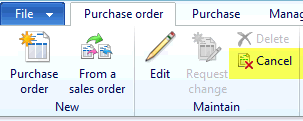 File
Purchase order
Purchase
Manag
Purchase
order
From a
sales order
Edit
Request
change
Delete
Cancel
New
Maintain